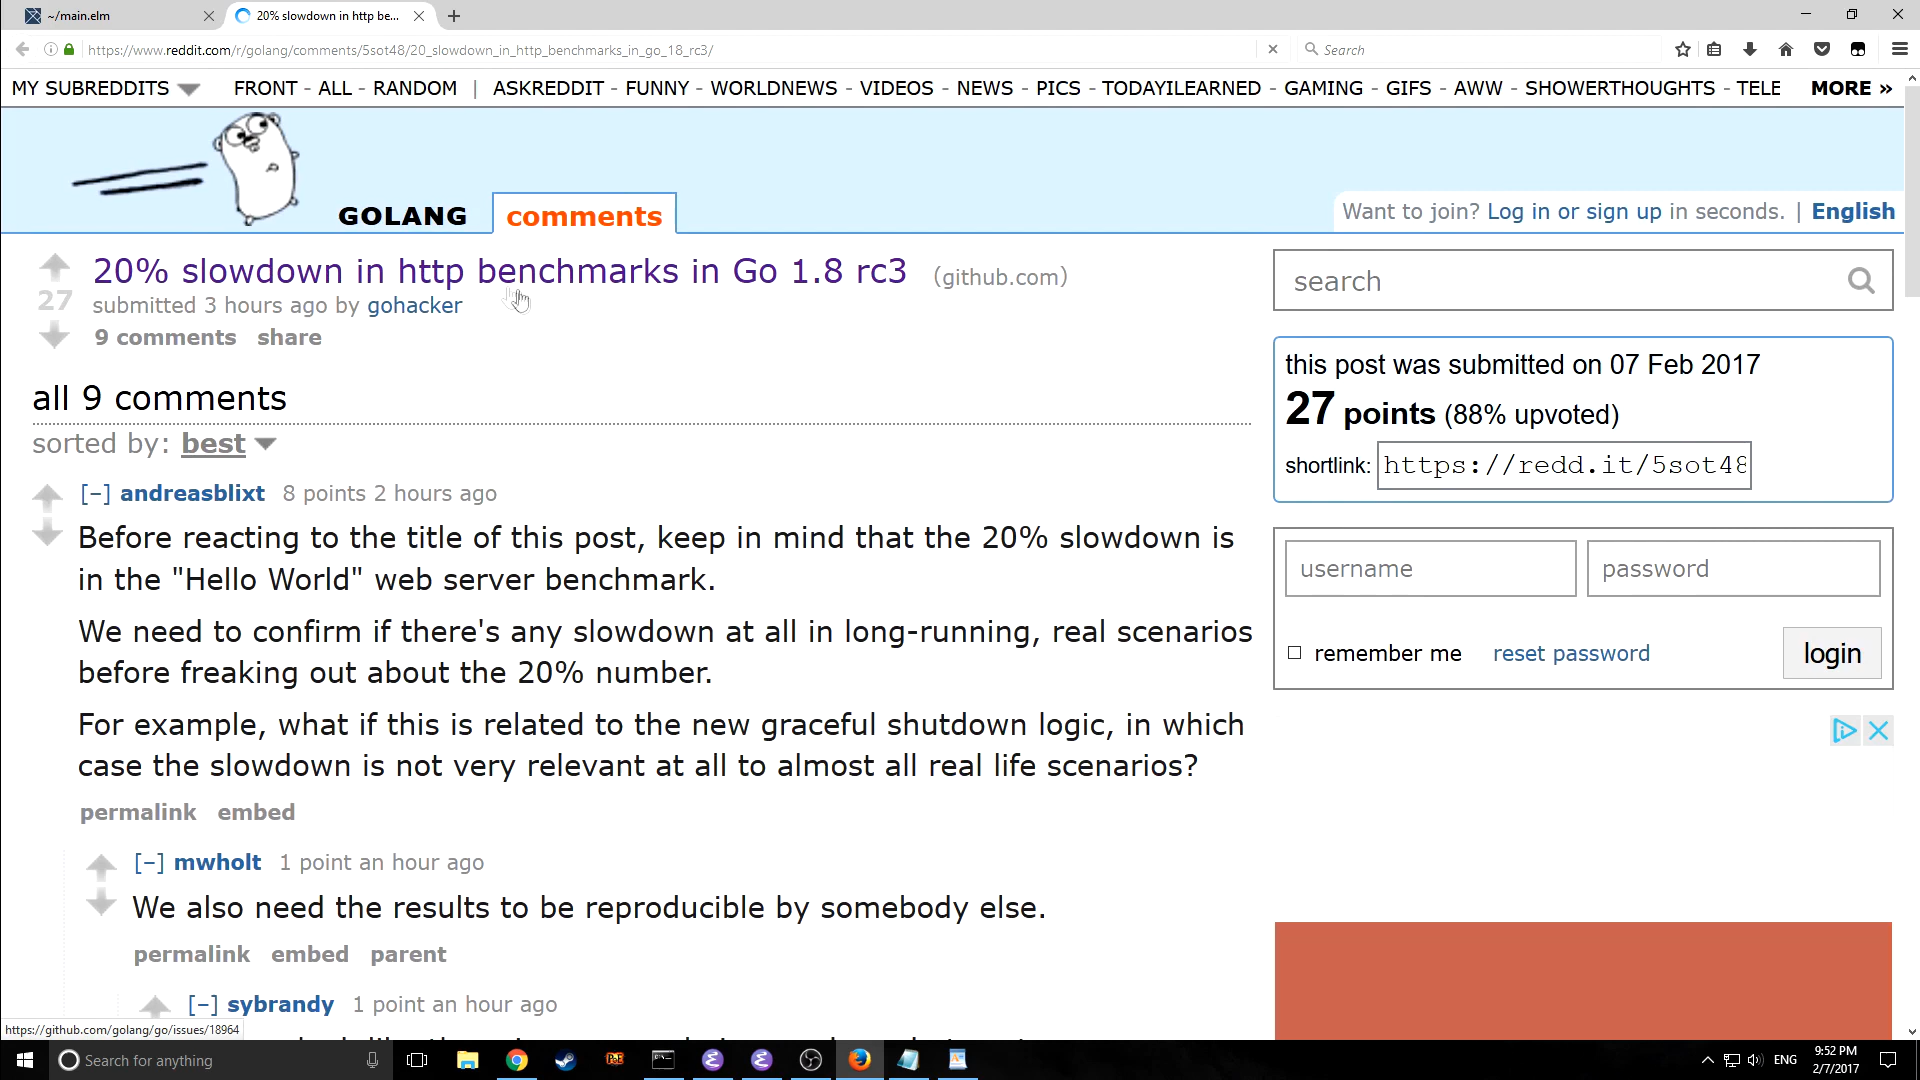 ~/main.elm
20% slowdown in http be...
https://www.reddit.com/r/golang/comments/5sot48/20_slowdown_in_http_benchmarks_in_go_18_rc3/
Search
MY SUBREDDITS FRONT - ALL - RANDOM | ASKREDDIT - FUNNY - WORLDNEWS - VIDEOS - NEWS - PICS - TODAYILEARNED - GAMING - GIFS - AWW - SHOWERTHOUGHTS - TELE MORE »
GOLANG comments
Want to join? Log in or sign up in seconds. | English
20% slowdown in http benchmarks in Go 1.8 rc3 (github.com)
27
submitted 3 hours ago by gohacker
9 comments share
all 9 comments
sorted by: best
[–] andreasblixt 8 points 2 hours ago
Before reacting to the title of this post, keep in mind that the 20% slowdown is
in the "Hello World" web server benchmark.
We need to confirm if there's any slowdown at all in long-running, real scenarios
before freaking out about the 20% number.
For example, what if this is related to the new graceful shutdown logic, in which
case the slowdown is not very relevant at all to almost all real life scenarios?
permalink embed
[–] mwholt 1 point an hour ago
We also need the results to be reproducible by somebody else.
permalink embed parent
[–] sybrandy 1 point an hour ago
search
this post was submitted on 07 Feb 2017
27 points (88% upvoted)
shortlink: https://redd.it/5sot48
username
password
remember me
reset password
login
https://github.com/golang/go/issues/18964
Search for anything
ENG
9:52 PM
2/7/2017